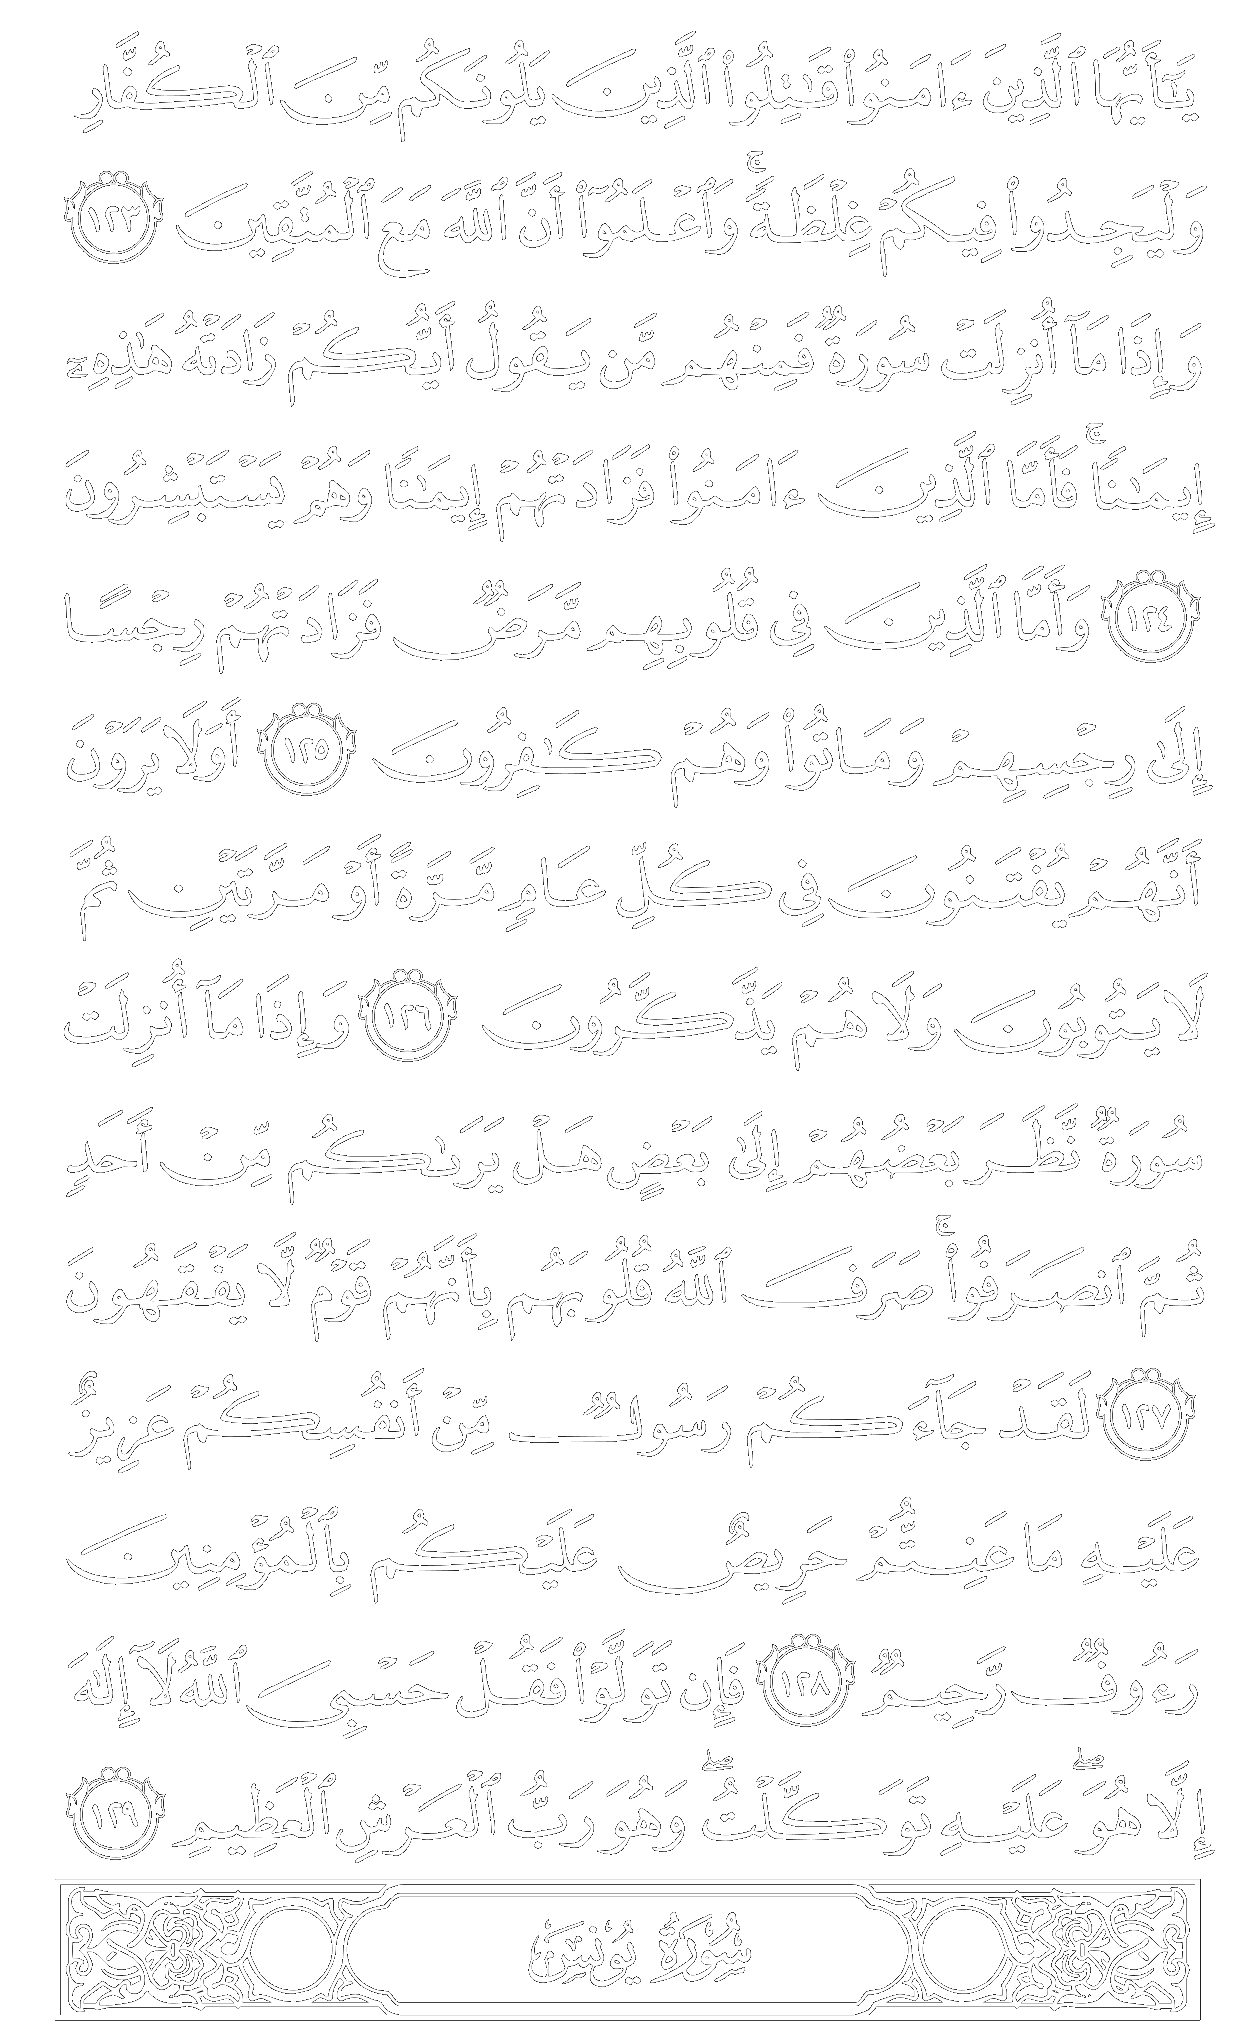 يَـٰٓأَيُّهَا ٱلَّذِينَ ءَامَنُوا۟ قَـٰتِلُوا۟ ٱلَّذِينَ يَلُونَكُم مِّنَ ٱلْكُفَّارِ
وَلْيَجِدُوا۟ فِيكُمْ غِلْظَةً ۚ وَٱعْلَمُوٓا۟ أَنَّ ٱللَّهَ مَعَ ٱلْمُتَّقِينَ ١٢٣
وَإِذَا مَآ أُنزِلَتْ سُورَةٌ فَمِنْهُم مَّن يَقُولُ أَيُّكُمْ زَادَتْهُ هَـٰذِهِۦٓ
إِيمَـٰنًا ۚ فَأَمَّا ٱلَّذِينَ ءَامَنُوا۟ فَزَادَتْهُمْ إِيمَـٰنًا وَهُمْ يَسْتَبْشِرُونَ
١٢٤ وَأَمَّا ٱلَّذِينَ فِى قُلُوبِهِم مَّرَضٌ فَزَادَتْهُمْ رِجْسًا
إِلَىٰ رِجْسِهِمْ وَمَاتُوا۟ وَهُمْ كَـٰفِرُونَ ١٢٥ أَوَلَا يَرَوْنَ
أَنَّهُمْ يُفْتَنُونَ فِى كُلِّ عَامٍ مَّرَّةً أَوْ مَرَّتَيْنِ ثُمَّ
لَا يَتُوبُونَ وَلَا هُمْ يَذَّكَّرُونَ ١٢٦ وَإِذَا مَآ أُنزِلَتْ
سُورَةٌ نَّظَرَ بَعْضُهُمْ إِلَىٰ بَعْضٍ هَلْ يَرَىٰكُم مِّنْ أَحَدٍ
ثُمَّ ٱنصَرَفُوا۟ ۚ صَرَفَ ٱللَّهُ قُلُوبَهُم بِأَنَّهُمْ قَوْمٌ لَّا يَفْقَهُونَ
١٢٧ لَقَدْ جَآءَكُمْ رَسُولٌ مِّنْ أَنفُسِكُمْ عَزِيزٌ
عَلَيْهِ مَا عَنِتُّمْ حَرِيصٌ عَلَيْكُم بِٱلْمُؤْمِنِينَ
رَءُوفٌ رَّحِيمٌ ١٢٨ فَإِن تَوَلَّوْا۟ فَقُلْ حَسْبِىَ ٱللَّهُ لَآ إِلَـٰهَ
إِلَّا هُوَ ۖ عَلَيْهِ تَوَكَّلْتُ ۖ وَهُوَ رَبُّ ٱلْعَرْشِ ٱلْعَظِيمِ ١٢٩
سُورَةُ يُونُسَ